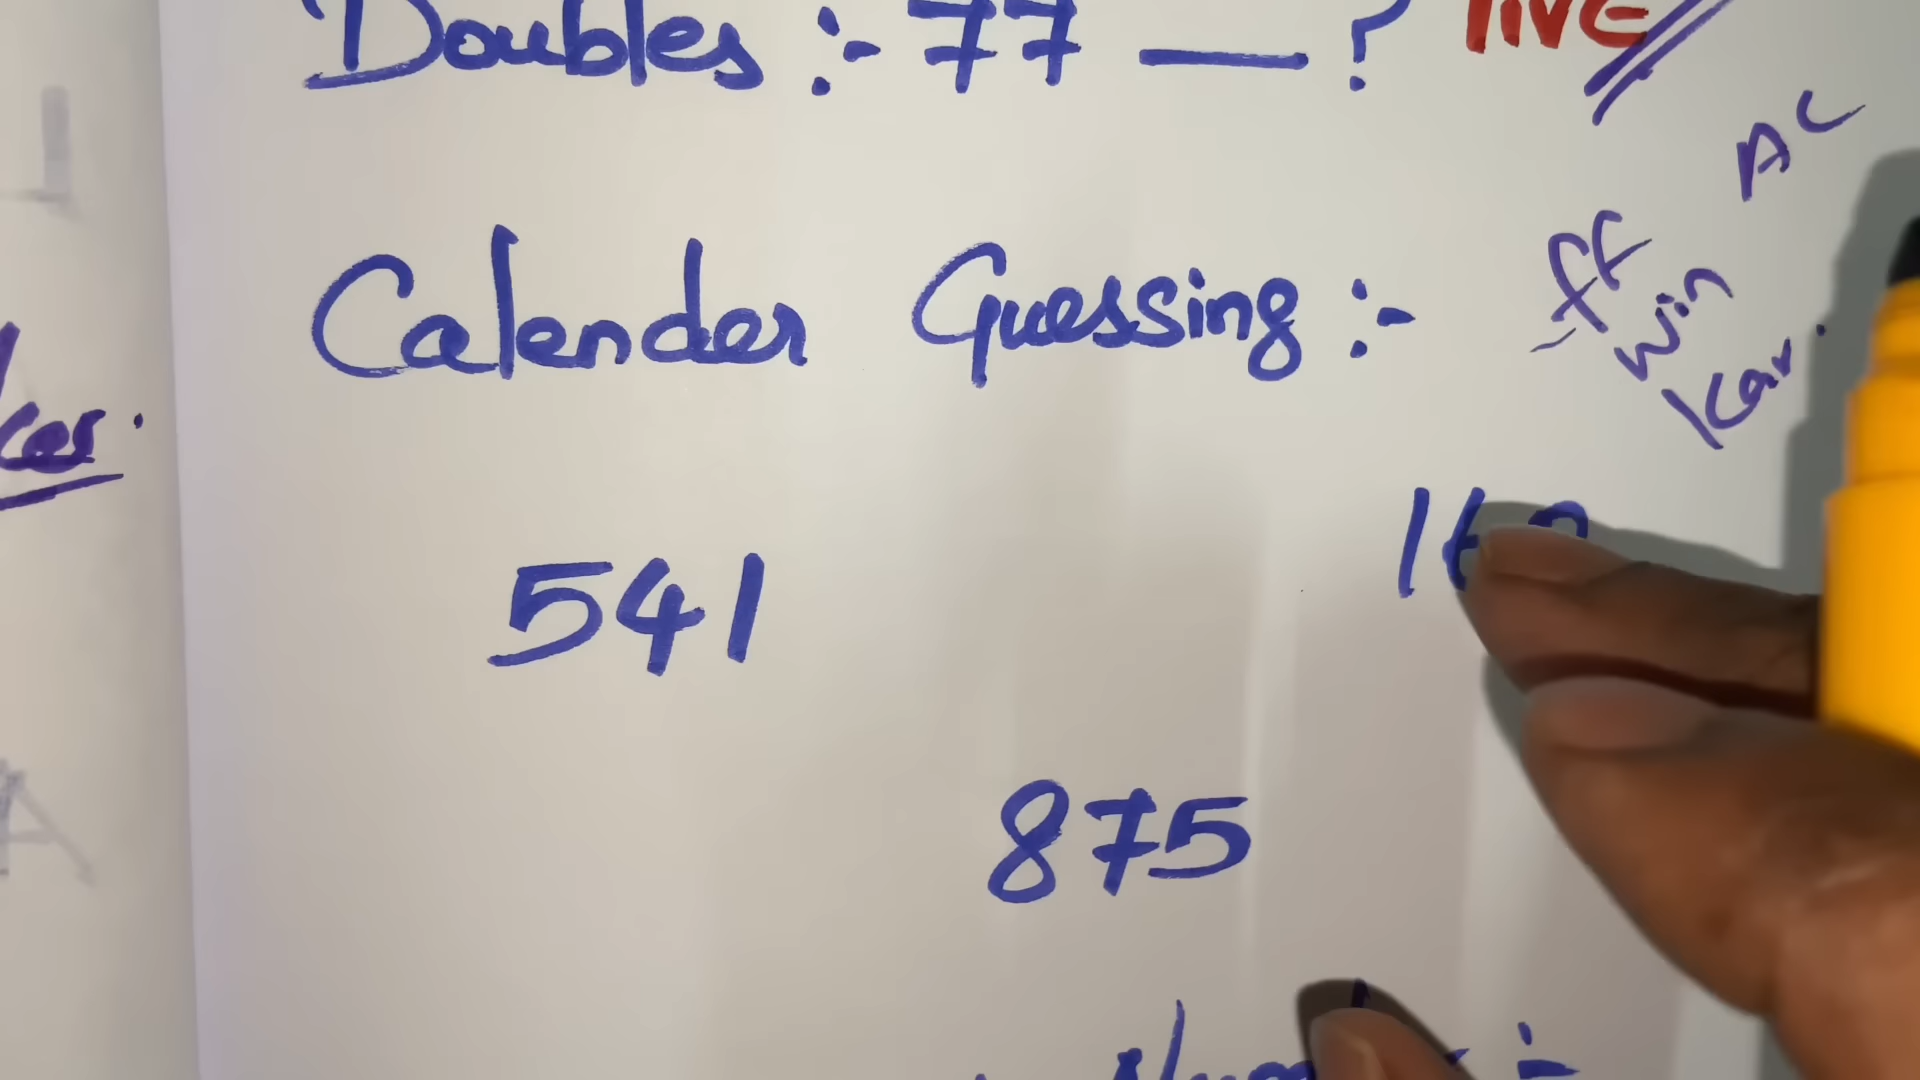 Doubles :- 77 — ? live
AC
ff
win
Kar.
Calender Guessing :-
541
875